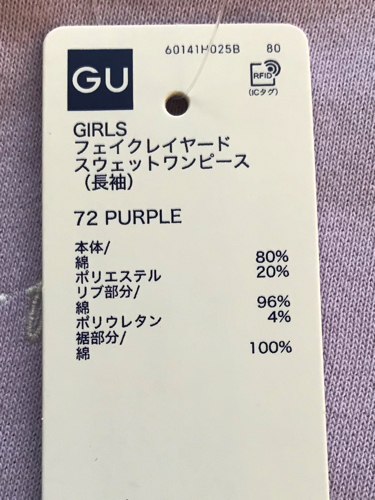 GU
60141H025B 80
RFID
(ICタグ)
GIRLS
フェイクレイヤード
スウェットワンピース
(長袖)
72 PURPLE
本体/
綿 80%
ポリエステル 20%
リブ部分/
綿 96%
ポリウレタン 4%
裾部分/
綿 100%